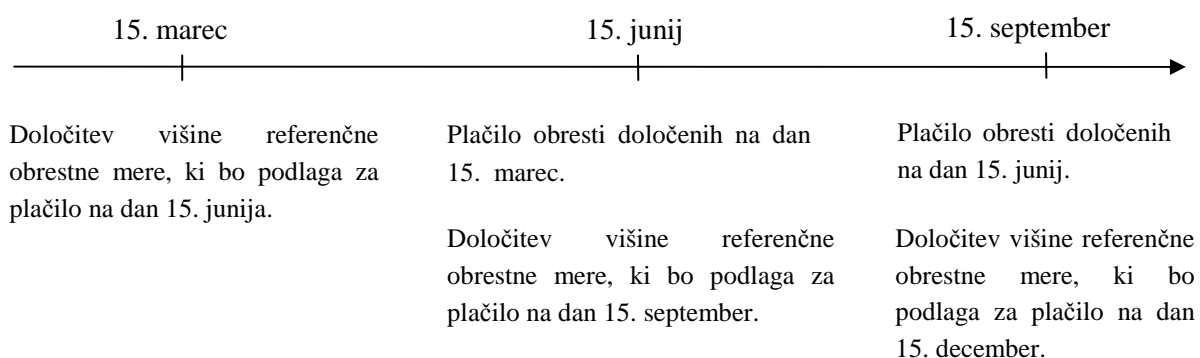 15. marec
15. junij
15. september
Določitev višine referenčne
obrestne mere, ki bo podlaga za
plačilo na dan 15. junija.
Plačilo obresti določenih na dan
15. marec.
Določitev višine referenčne
obrestne mere, ki bo podlaga za
plačilo na dan 15. september.
Plačilo obresti določenih
na dan 15. junij.
Določitev višine referenčne
obrestne mere, ki bo
podlaga za plačilo na dan
15. december.